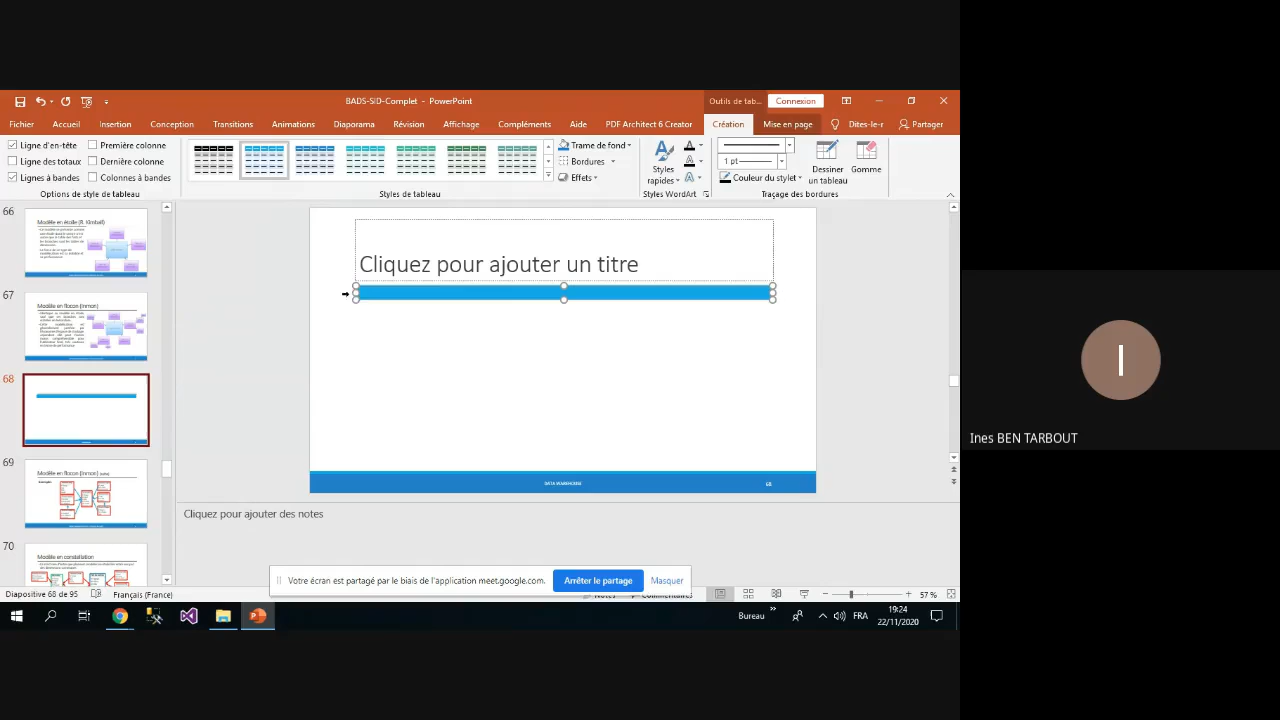 BADS-SID-Complet - PowerPoint
Outils de tab...
Connexion
Fichier
Accueil
Insertion
Conception
Transitions
Animations
Diaporama
Révision
Affichage
Compléments
Aide
PDF Architect 6 Creator
Création
Mise en page
Dites-le-r
Partager
Ligne d'en-tête
Première colonne
Ligne des totaux
Dernière colonne
Lignes à bandes
Colonnes à bandes
Options de style de tableau
Styles de tableau
Trame de fond
Bordures
Effets
Styles
rapides
Styles WordArt
1 pt
Couleur du stylet
Dessiner
un tableau
Gomme
Traçage des bordures
66
Modèle en étoile (R. Kimball)
67
Modèle en flocon (Inmon)
68
69
Modèle en flocon (Inmon)
70
Modèle en constellation
Cliquez pour ajouter un titre
DATA WAREHOUSE
68
Cliquez pour ajouter des notes
Votre écran est partagé par le biais de l'application meet.google.com.
Arrêter le partage
Masquer
Diapositive 68 de 95
Français (France)
57 %
Bureau
FRA
19:24
22/11/2020
I
Ines BEN TARBOUT